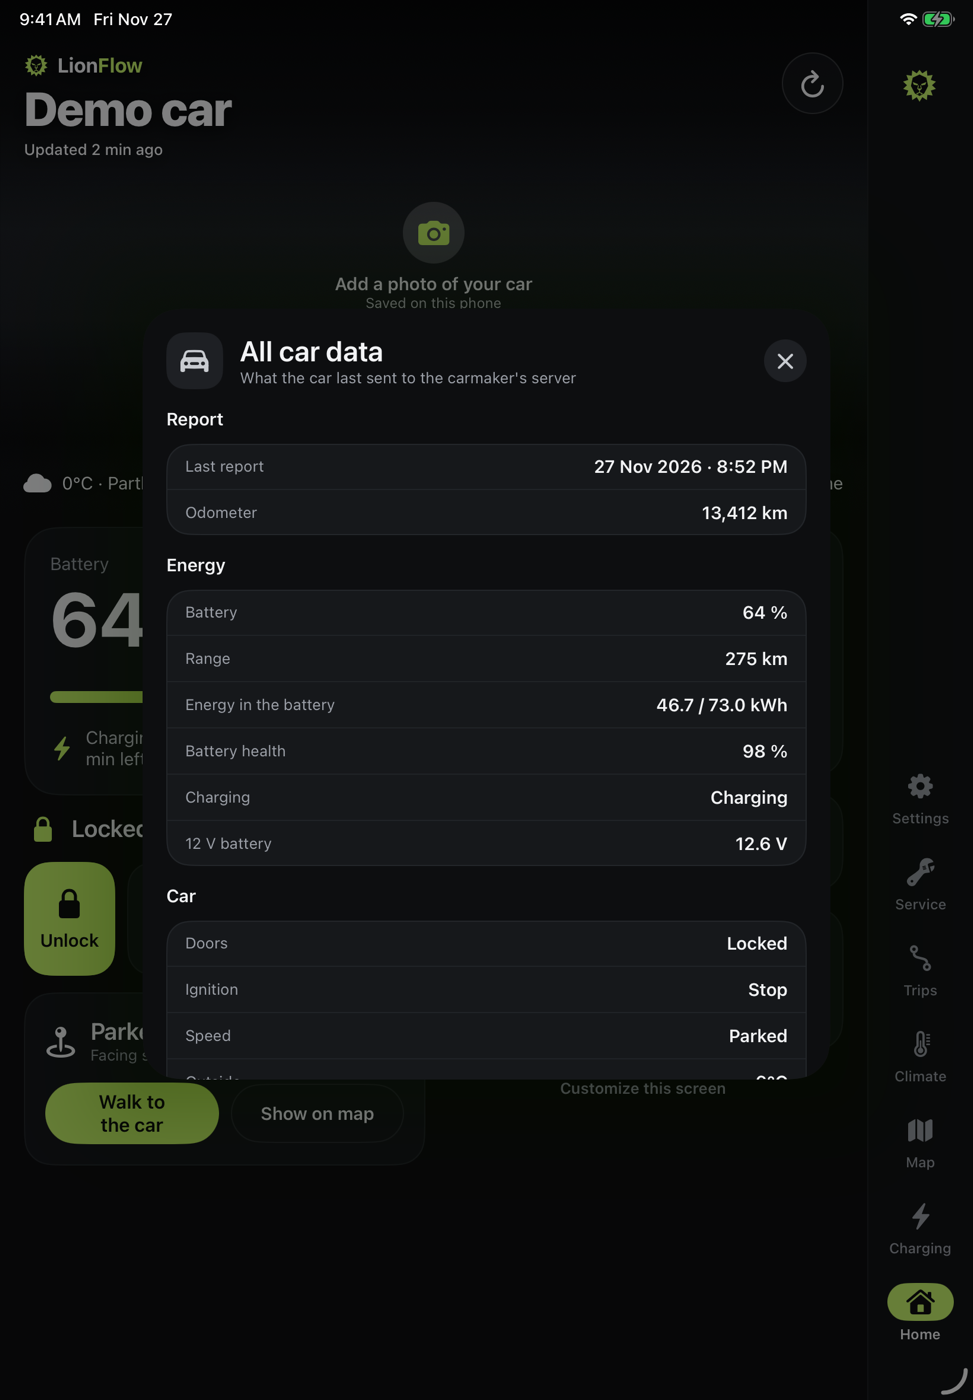 9:41 AM Fri Nov 27
LionFlow
Demo car
Updated 2 min ago
Add a photo of your car
Saved on this phone
All car data
What the car last sent to the carmaker's server
Report
Last report 27 Nov 2026 · 8:52 PM
Odometer 13,412 km
0°C
Energy
Battery 64 %
Range 275 km
Energy in the battery 46.7 / 73.0 kWh
Battery health 98 %
Charging Charging
12 V battery 12.6 V
Car
Doors Locked
Ignition Stop
Speed Parked
Battery
64
min left
Unlock
Facing
Walk to
the car
Show on map
Customize this screen
Settings
Service
Trips
Climate
Map
Charging
Home